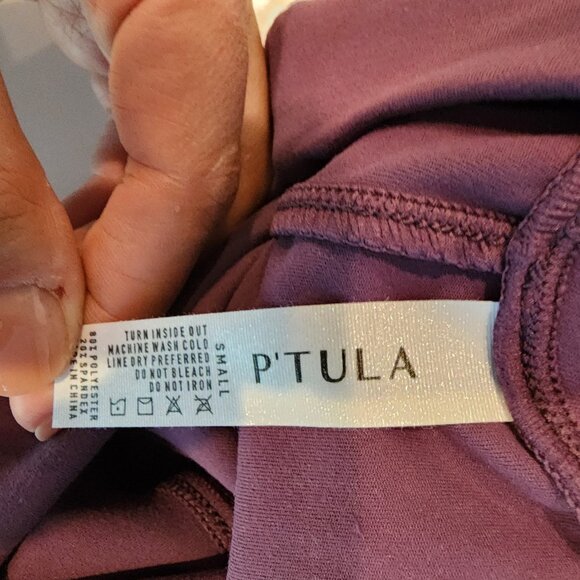 P'TULA
SMALL
TURN INSIDE OUT
MACHINE WASH COLD
LINE DRY PREFERRED
DO NOT BLEACH
DO NOT IRON
80% POLYESTER
20% SPANDEX
IN CHINA